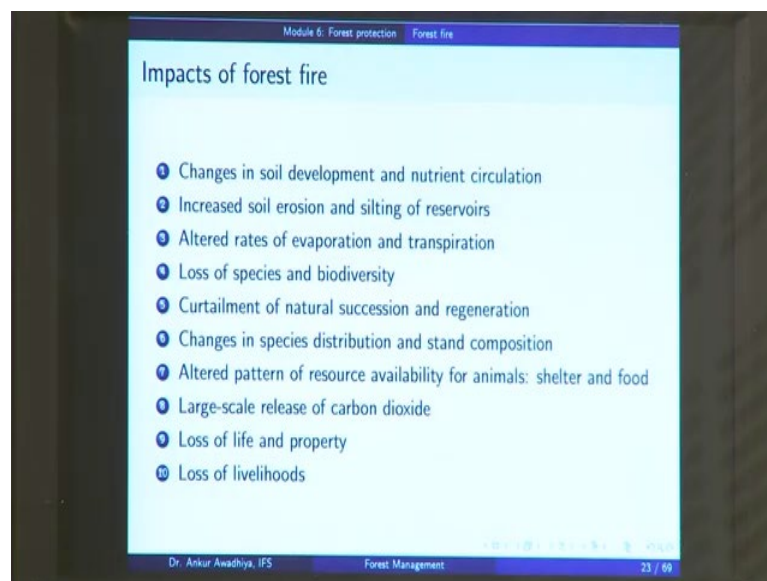 Module 6: Forest protection Forest fire
Impacts of forest fire
1 Changes in soil development and nutrient circulation
2 Increased soil erosion and silting of reservoirs
3 Altered rates of evaporation and transpiration
4 Loss of species and biodiversity
5 Curtailment of natural succession and regeneration
6 Changes in species distribution and stand composition
7 Altered pattern of resource availability for animals: shelter and food
8 Large-scale release of carbon dioxide
9 Loss of life and property
10 Loss of livelihoods
Dr. Ankur Awadhiya, IFS Forest Management 23 / 69